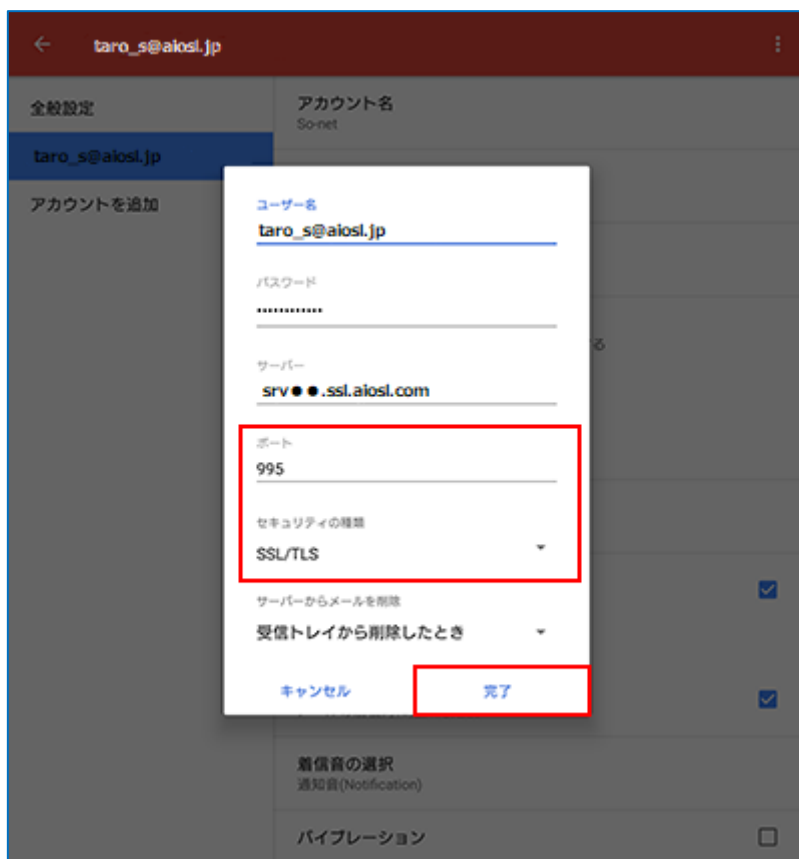 taro_s@aiosl.jp
全般設定
taro_s@aiosl.jp
アカウントを追加
アカウント名
So-net
ユーザー名
taro_s@aiosl.jp
パスワード
••••••••••••
サーバー
srv●●.ssl.aiosl.com
ポート
995
セキュリティの種類
SSL/TLS
サーバーからメールを削除
受信トレイから削除したとき
キャンセル
完了
る
着信音の選択
通知音(Notification)
バイブレーション